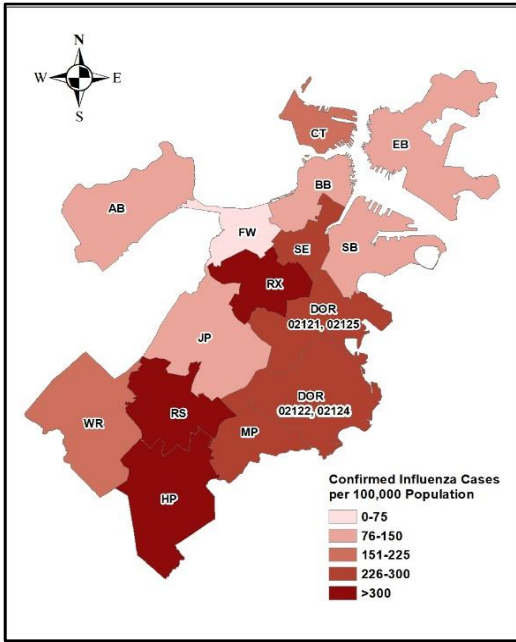 N
W E
S
CT
EB
BB
AB
FW
SE
SB
RX
DOR
02121, 02125
JP
DOR
02122, 02124
RS
WR
MP
HP
Confirmed Influenza Cases
per 100,000 Population
0-75
76-150
151-225
226-300
>300